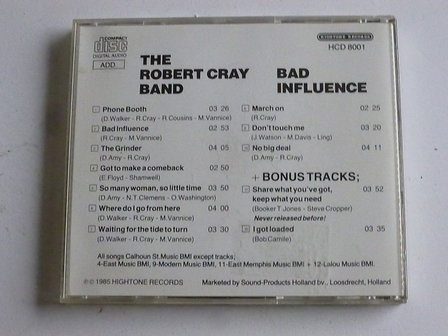 COMPACT
disc
DIGITAL AUDIO
ADD
HIGHTONE RECORDS
HCD 8001
THE
ROBERT CRAY
BAND
BAD
INFLUENCE
Phone Booth 03 26
(D.Walker - R.Cray - R.Cousins - M.Vannice)
Bad Influence 02 53
(R.Cray - M.Vannice)
The Grinder 04 05
(D.Amy - R.Cray)
Got to make a comeback 02 50
(E.Floyd - Shamwell)
So many woman, so little time 03 50
(D.Amy - N.T.Clemens - O.Washington)
Where do I go from here 04 00
(D.Walker - R.Cray - M.Vannice)
Waiting for the tide to turn 03 30
(D.Walker - R.Cray - M.Vannice)
March on 02 25
(R.Cray)
Don't touch me 03 20
(J.Watson - M.Davis - Ling)
No big deal 04 11
(D.Amy - R.Cray)
+ BONUS TRACKS;
Share what you've got, 03 52
keep what you need
(Booker T Jones - Steve Cropper)
Never released before!
I got loaded 03 35
(Bob Camile)
All songs Calhoun St.Music BMI except tracks;
4-East Music BMI, 9-Modern Music BMI, 11-East Memphis Music BMI + 12-Lalou Music BMI.
℗ © 1985 HIGHTONE RECORDS
Marketed by Sound-Products Holland bv., Loosdrecht, Holland